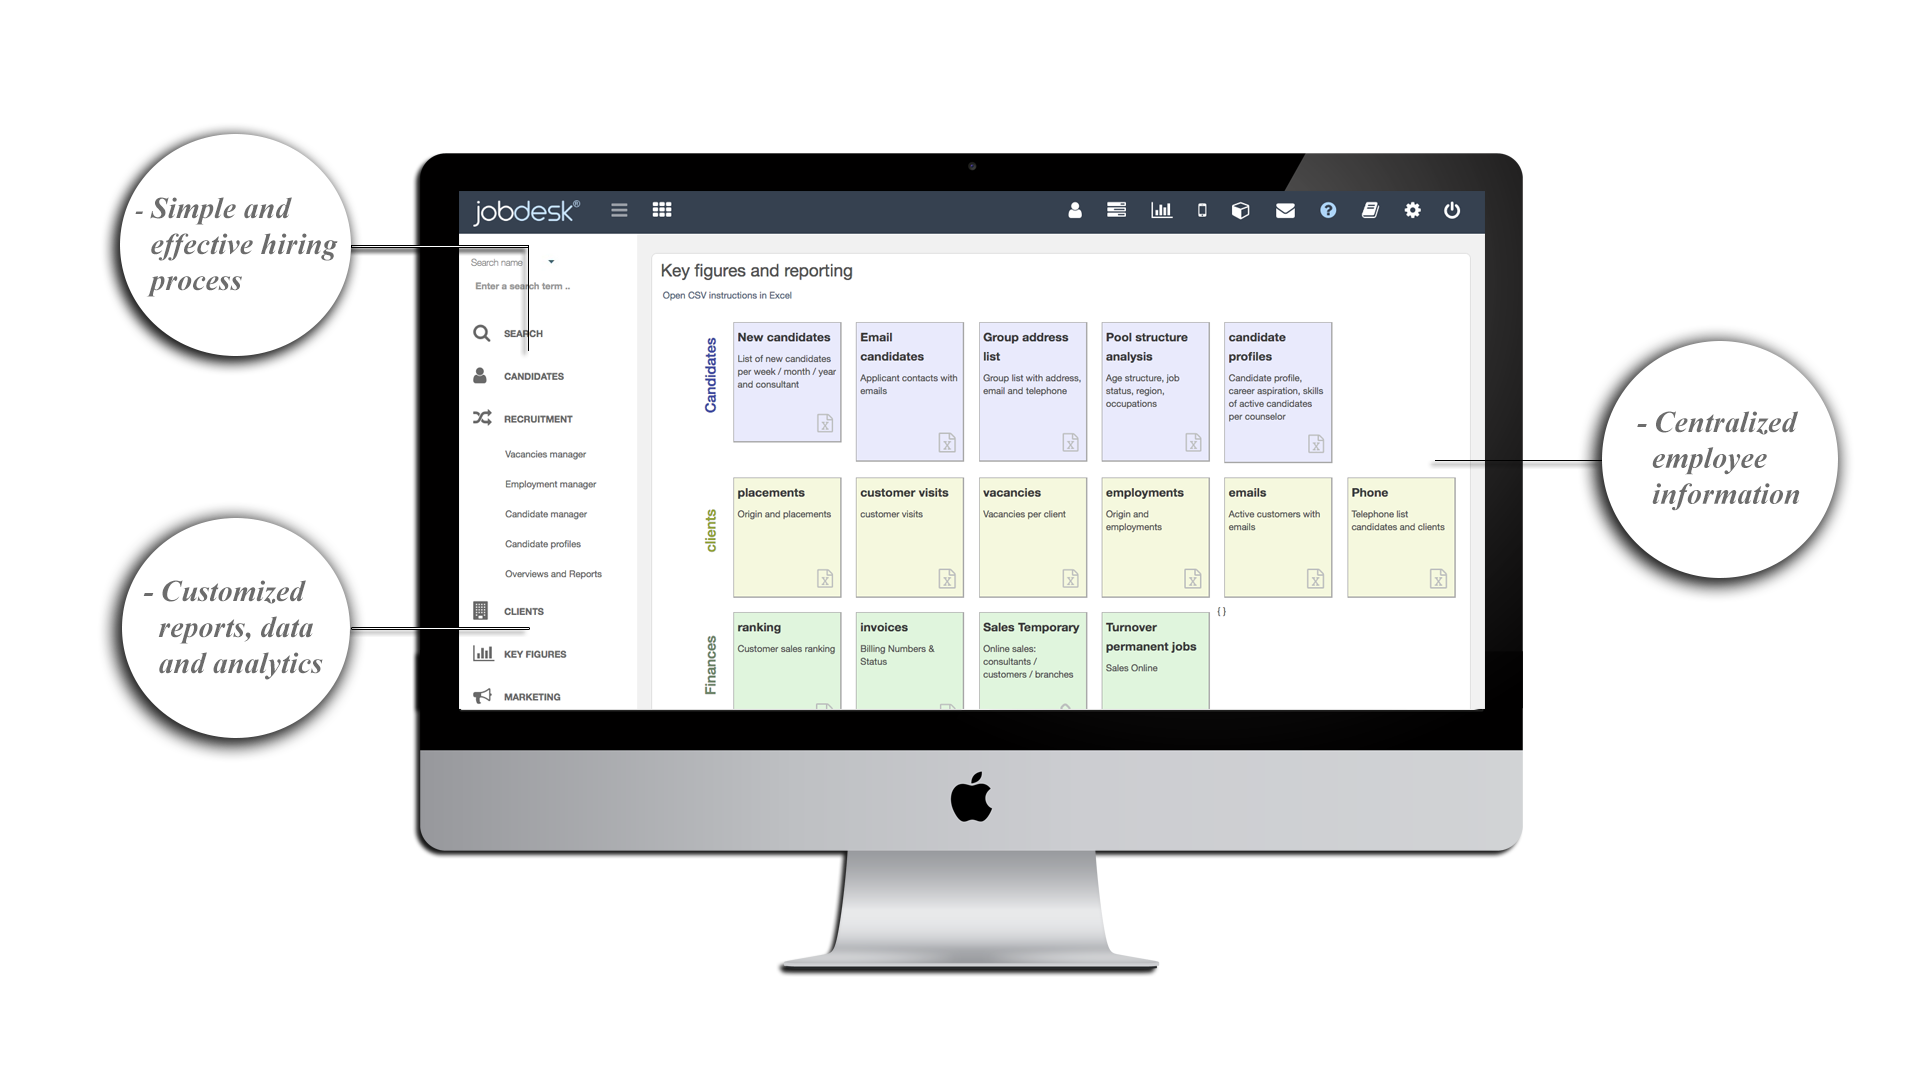 - Simple and
effective hiring
process
- Customized
reports, data
and analytics
- Centralized
employee
information
jobdesk®
Search name
Enter a search term ..
SEARCH
CANDIDATES
RECRUITMENT
Vacancies manager
Employment manager
Candidate manager
Candidate profiles
Overviews and Reports
CLIENTS
KEY FIGURES
MARKETING
Key figures and reporting
Open CSV instructions in Excel
Candidates
New candidates
List of new candidates
per week / month / year
and consultant
Email
candidates
Applicant contacts with
emails
Group address
list
Group list with address,
email and telephone
Pool structure
analysis
Age structure, job
status, region,
occupations
candidate
profiles
Candidate profile,
career aspiration, skills
of active candidates
per counselor
clients
placements
Origin and placements
customer visits
customer visits
vacancies
Vacancies per client
employments
Origin and
employments
emails
Active customers with
emails
Phone
Telephone list
candidates and clients
{ }
Finances
ranking
Customer sales ranking
invoices
Billing Numbers &
Status
Sales Temporary
Online sales:
consultants /
customers / branches
Turnover
permanent jobs
Sales Online